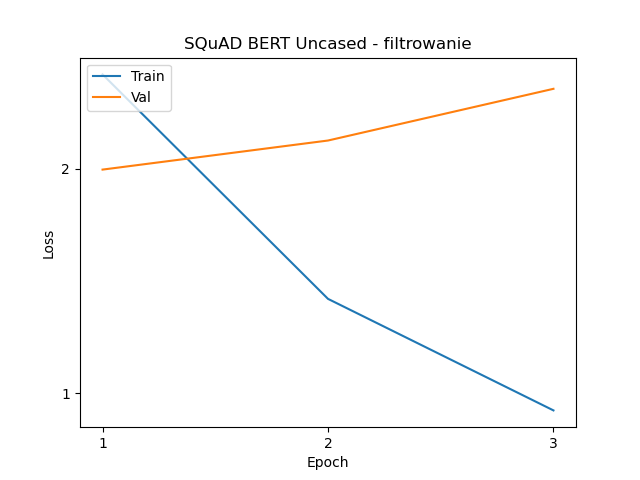 SQuAD BERT Uncased - filtrowanie
Train
Val
2
1
Loss
1 2 3
Epoch